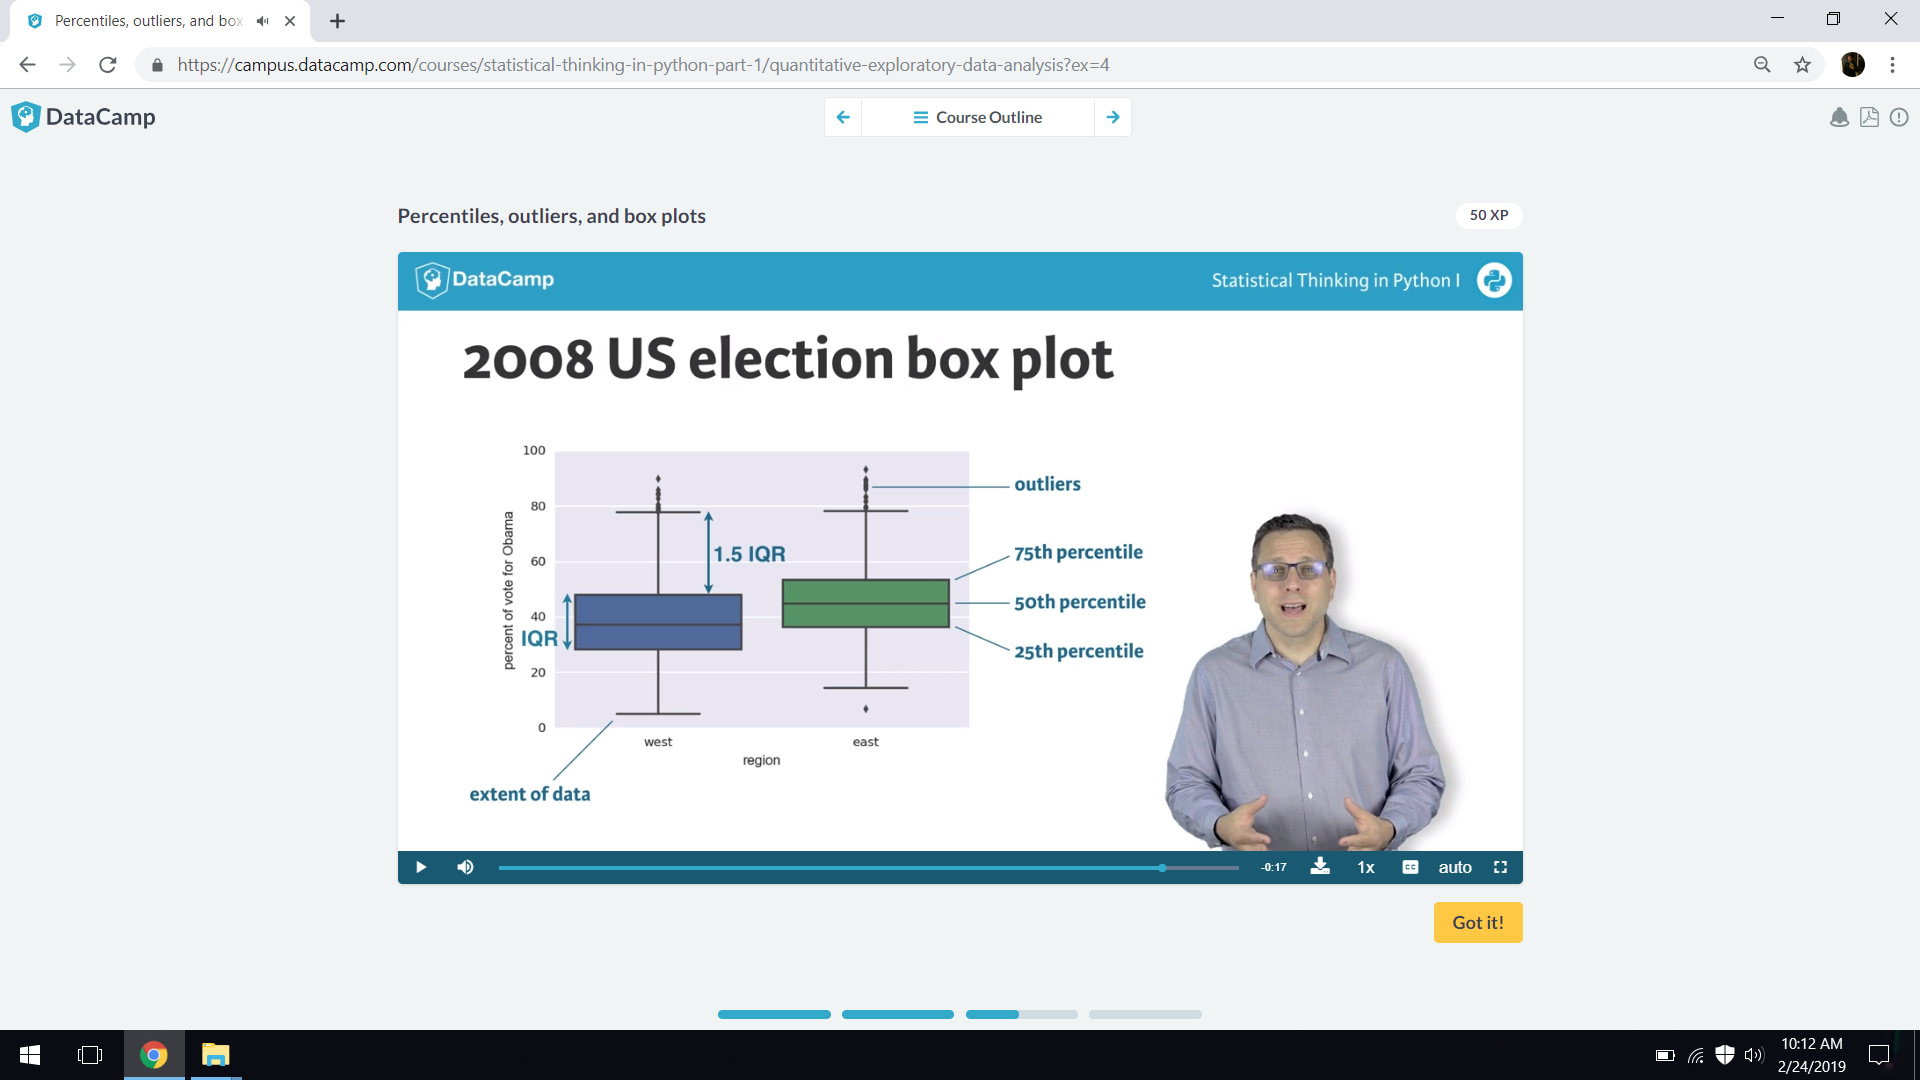 Percentiles, outliers, and box
https://campus.datacamp.com/courses/statistical-thinking-in-python-part-1/quantitative-exploratory-data-analysis?ex=4
DataCamp
Course Outline
Percentiles, outliers, and box plots
50 XP
DataCamp
Statistical Thinking in Python I
2008 US election box plot
percent of vote for Obama
100
80
60
40
20
0
1.5 IQR
IQR
outliers
75th percentile
50th percentile
25th percentile
west
east
region
extent of data
-0:17
1x
CC
auto
Got it!
10:12 AM
2/24/2019